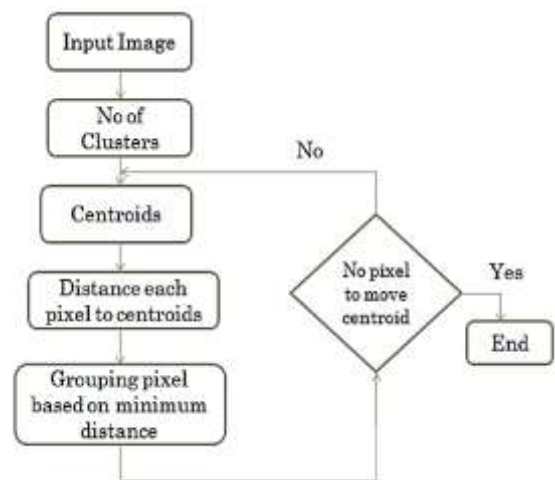 Input Image
No of
Clusters
No
Centroids
Distance each
pixel to centroids
Grouping pixel
based on minimum
distance
No pixel
to move
centroid
Yes
End